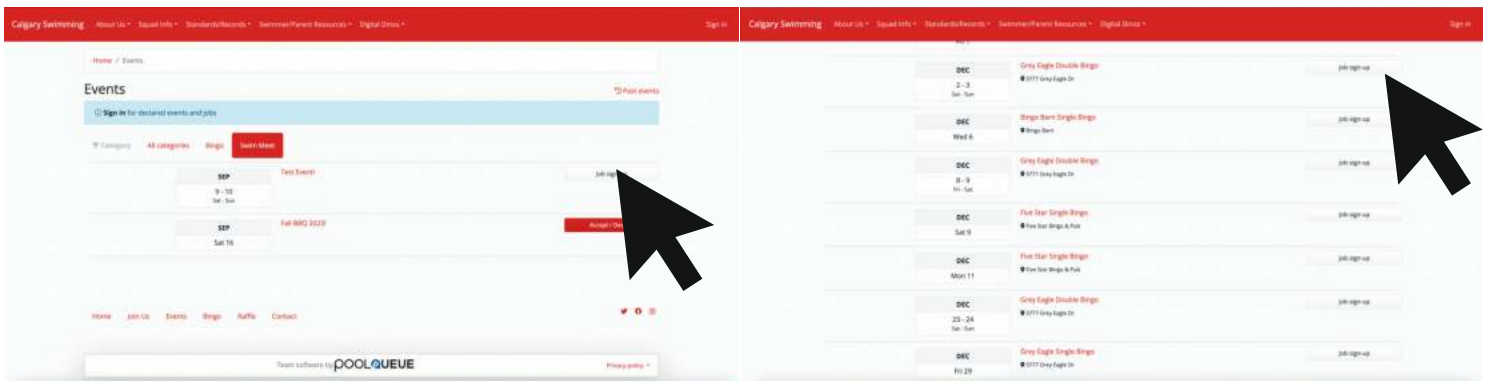 Calgary Swimming About Us Squad Info Standards/Records Swimmer/Parent Resources Digital Dinos Sign in
Home / Events
Events
Past events
Sign in for declared events and jobs
Category All categories Bingo Swim Meet
SEP
9 - 10
Sat - Sun
Test Event!
Job sign
SEP
Sat 16
Fall BBQ 2023!
Accept / De
Home Join Us Events Bingo Raffle Contact
Team software by POOLQUEUE
Privacy policy
Calgary Swimming About Us Squad Info Standards/Records Swimmer/Parent Resources Digital Dinos Sign in
Fri 1
DEC
2 - 3
Sat - Sun
Grey Eagle Double Bingo
3777 Grey Eagle Dr
Job sign-up
DEC
Wed 6
Bingo Barn Single Bingo
Bingo Barn
Job sign-up
DEC
8 - 9
Fri - Sat
Grey Eagle Double Bingo
3777 Grey Eagle Dr
Job sign-up
DEC
Sat 9
Five Star Single Bingo
Five Star Bingo & Pub
Job sign-up
DEC
Mon 11
Five Star Single Bingo
Five Star Bingo & Pub
Job sign-up
DEC
23 - 24
Sat - Sun
Grey Eagle Double Bingo
3777 Grey Eagle Dr
Job sign-up
DEC
Fri 29
Grey Eagle Single Bingo
3777 Grey Eagle Dr
Job sign-up